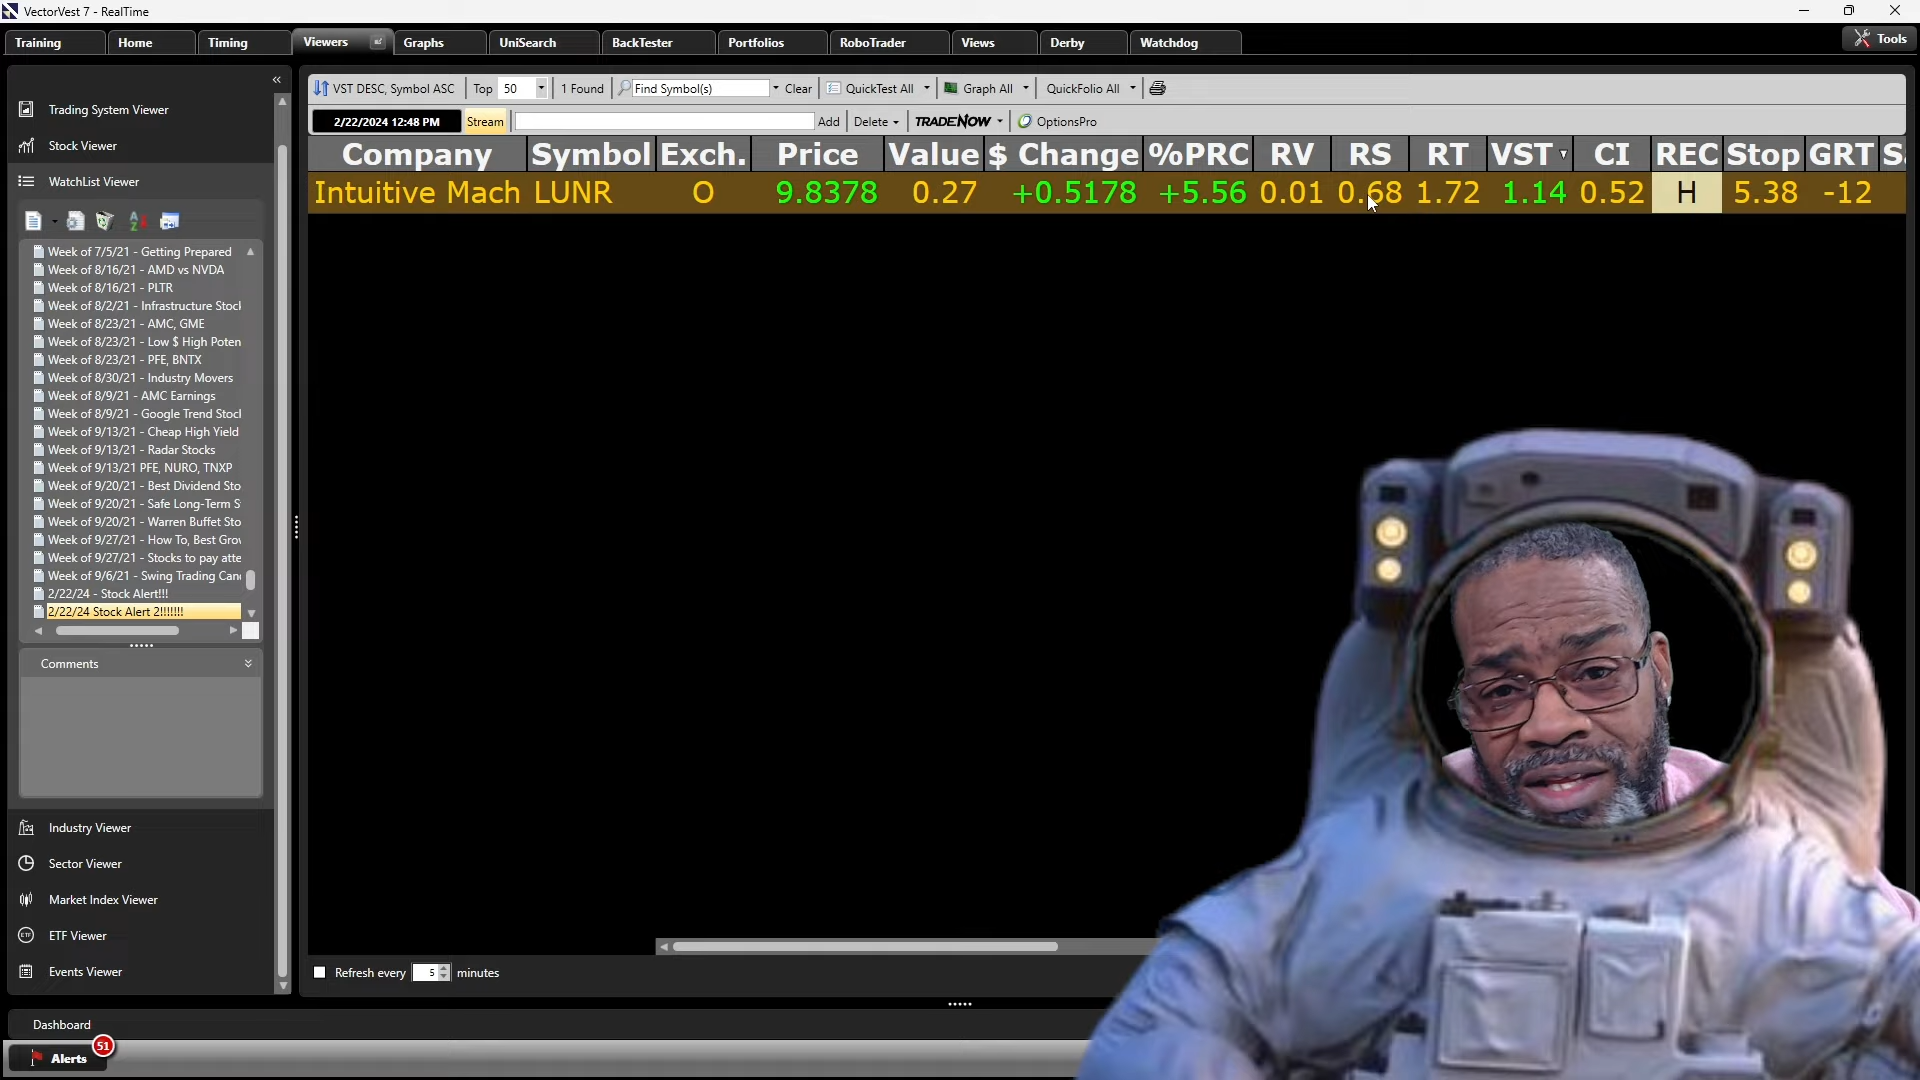 VectorVest 7 - RealTime
Training Home Timing Viewers Graphs UniSearch BackTester Portfolios RoboTrader Views Derby Watchdog Tools
VST DESC, Symbol ASC Top 50 1 Found Find Symbol(s) Clear QuickTest All Graph All QuickFolio All
2/22/2024 12:48 PM Stream Add Delete TRADENOW OptionsPro
Company Symbol Exch. Price Value $ Change %PRC RV RS RT VST CI REC Stop GRT S
Intuitive Mach LUNR O 9.8378 0.27 +0.5178 +5.56 0.01 0.68 1.72 1.14 0.52 H 5.38 -12
Trading System Viewer
Stock Viewer
WatchList Viewer
Week of 7/5/21 - Getting Prepared
Week of 8/16/21 - AMD vs NVDA
Week of 8/16/21 - PLTR
Week of 8/2/21 - Infrastructure Stock
Week of 8/23/21 - AMC, GME
Week of 8/23/21 - Low $ High Poten
Week of 8/23/21 - PFE, BNTX
Week of 8/30/21 - Industry Movers
Week of 8/9/21 - AMC Earnings
Week of 8/9/21 - Google Trend Stocl
Week of 9/13/21 - Cheap High Yield
Week of 9/13/21 - Radar Stocks
Week of 9/13/21 PFE, NURO, TNXP
Week of 9/20/21 - Best Dividend Sto
Week of 9/20/21 - Safe Long-Term S
Week of 9/20/21 - Warren Buffet Sto
Week of 9/27/21 - How To, Best Grov
Week of 9/27/21 - Stocks to pay atte
Week of 9/6/21 - Swing Trading Can
2/22/24 - Stock Alert!!!
2/22/24 Stock Alert 2!!!!!!!
Comments
Industry Viewer
Sector Viewer
Market Index Viewer
ETF Viewer
Events Viewer
Refresh every 5 minutes
Dashboard
Alerts 51